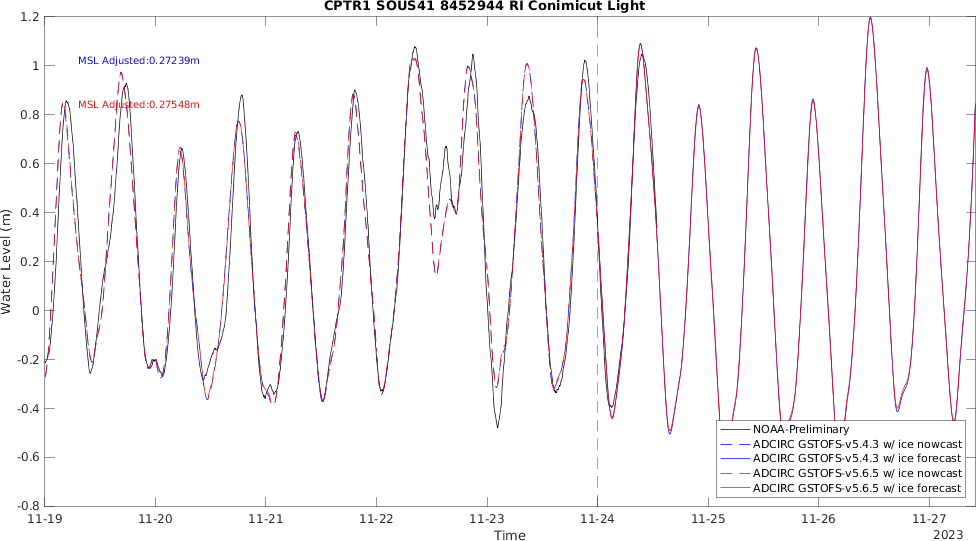 CPTR1 SOUS41 8452944 RI Conimicut Light
1.2
1
0.8
0.6
0.4
0.2
0
-0.2
-0.4
-0.6
-0.8
Water Level (m)
MSL Adjusted:0.27239m
MSL Adjusted:0.27548m
NOAA-Preliminary
ADCIRC GSTOFS-v5.4.3 w/ ice nowcast
ADCIRC GSTOFS-v5.4.3 w/ ice forecast
ADCIRC GSTOFS-v5.6.5 w/ ice nowcast
ADCIRC GSTOFS-v5.6.5 w/ ice forecast
11-19 11-20 11-21 11-22 11-23 11-24 11-25 11-26 11-27
Time
2023